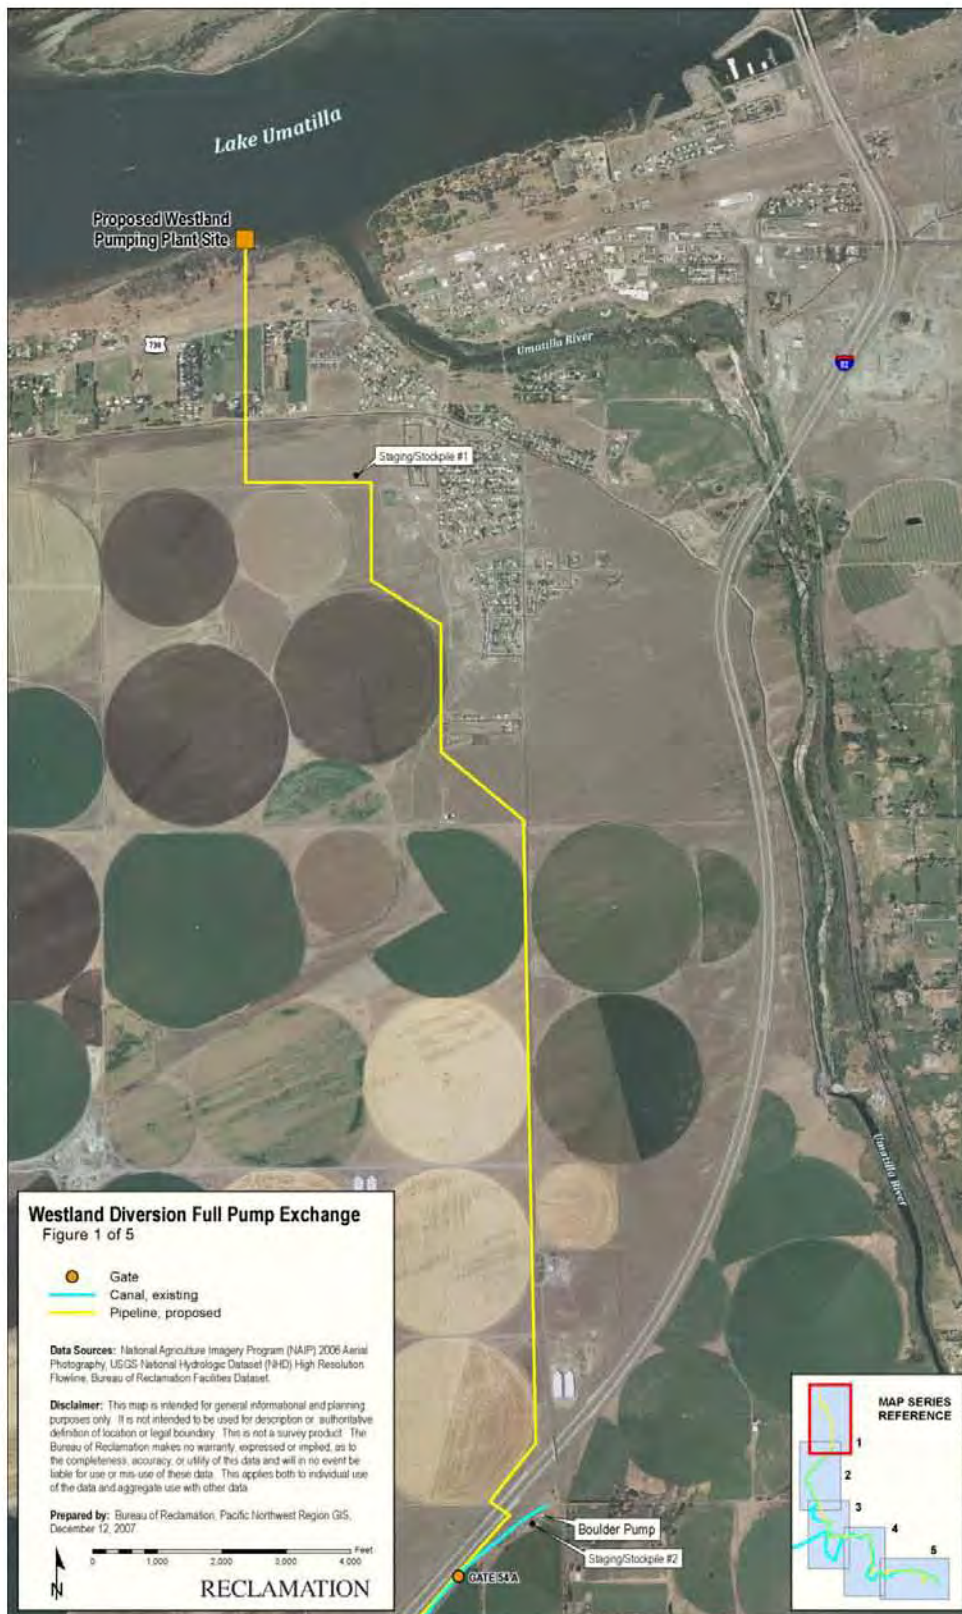 Lake Umatilla
Proposed Westland
Pumping Plant Site
730
Umatilla River
82
Staging/Stockpile #1
Umatilla River
Westland Diversion Full Pump Exchange
Figure 1 of 5
Gate
Canal, existing
Pipeline, proposed
Data Sources: National Agriculture Imagery Program (NAIP) 2006 Aerial
Photography, USGS National Hydrologic Dataset (NHD) High Resolution
Flowline, Bureau of Reclamation Facilities Dataset.
Disclaimer: This map is intended for general informational and planning
purposes only. It is not intended to be used for description or authoritative
definition of location or legal boundary. This is not a survey product. The
Bureau of Reclamation makes no warranty, expressed or implied, as to
the completeness, accuracy, or utility of this data and will in no event be
liable for use or mis-use of these data. This applies both to individual use
of the data and aggregate use with other data.
Prepared by: Bureau of Reclamation, Pacific Northwest Region GIS,
December 12, 2007.
Feet
0 1,000 2,000 3,000 4,000
N
RECLAMATION
Boulder Pump
Staging/Stockpile #2
GATE 54 A
MAP SERIES
REFERENCE
1
2
3
4
5